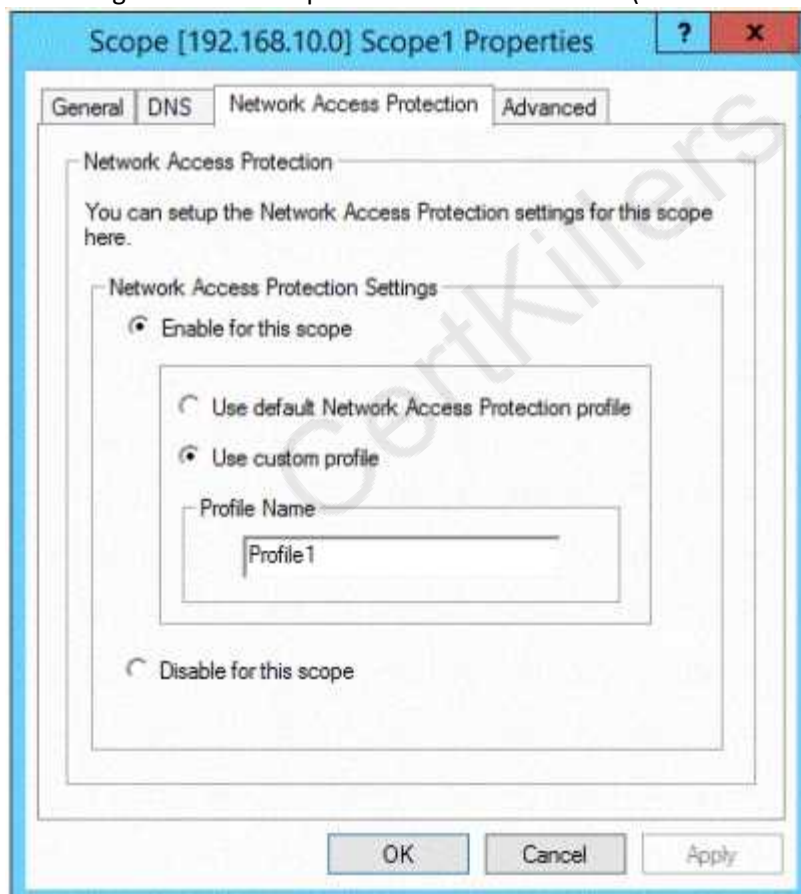 Scope [192.168.10.0] Scope1 Properties
?
x
General
DNS
Network Access Protection
Advanced
Network Access Protection
You can setup the Network Access Protection settings for this scope
here.
Network Access Protection Settings
Enable for this scope
Use default Network Access Protection profile
Use custom profile
Profile Name
Profile1
Disable for this scope
OK
Cancel
Apply
CertKillers